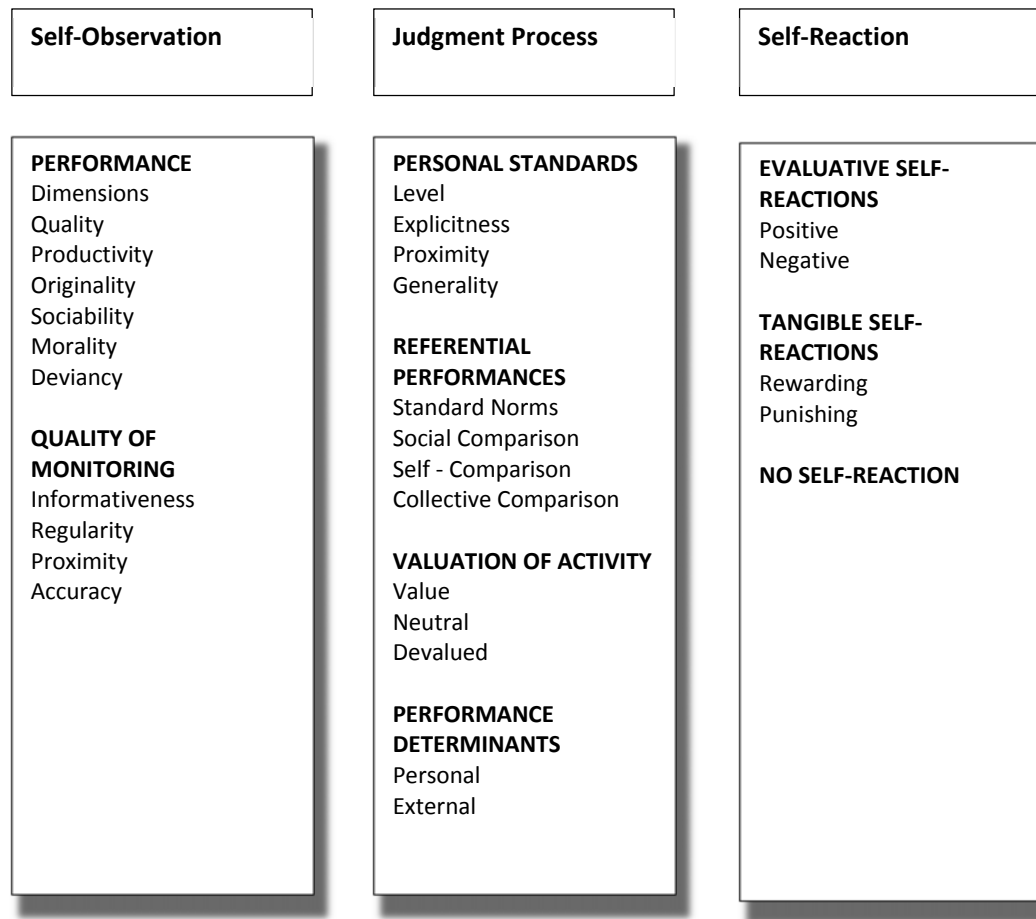 Self-Observation
PERFORMANCE
Dimensions
Quality
Productivity
Originality
Sociability
Morality
Deviancy
QUALITY OF
MONITORING
Informativeness
Regularity
Proximity
Accuracy
Judgment Process
PERSONAL STANDARDS
Level
Explicitness
Proximity
Generality
REFERENTIAL
PERFORMANCES
Standard Norms
Social Comparison
Self - Comparison
Collective Comparison
VALUATION OF ACTIVITY
Value
Neutral
Devalued
PERFORMANCE
DETERMINANTS
Personal
External
Self-Reaction
EVALUATIVE SELF-
REACTIONS
Positive
Negative
TANGIBLE SELF-
REACTIONS
Rewarding
Punishing
NO SELF-REACTION